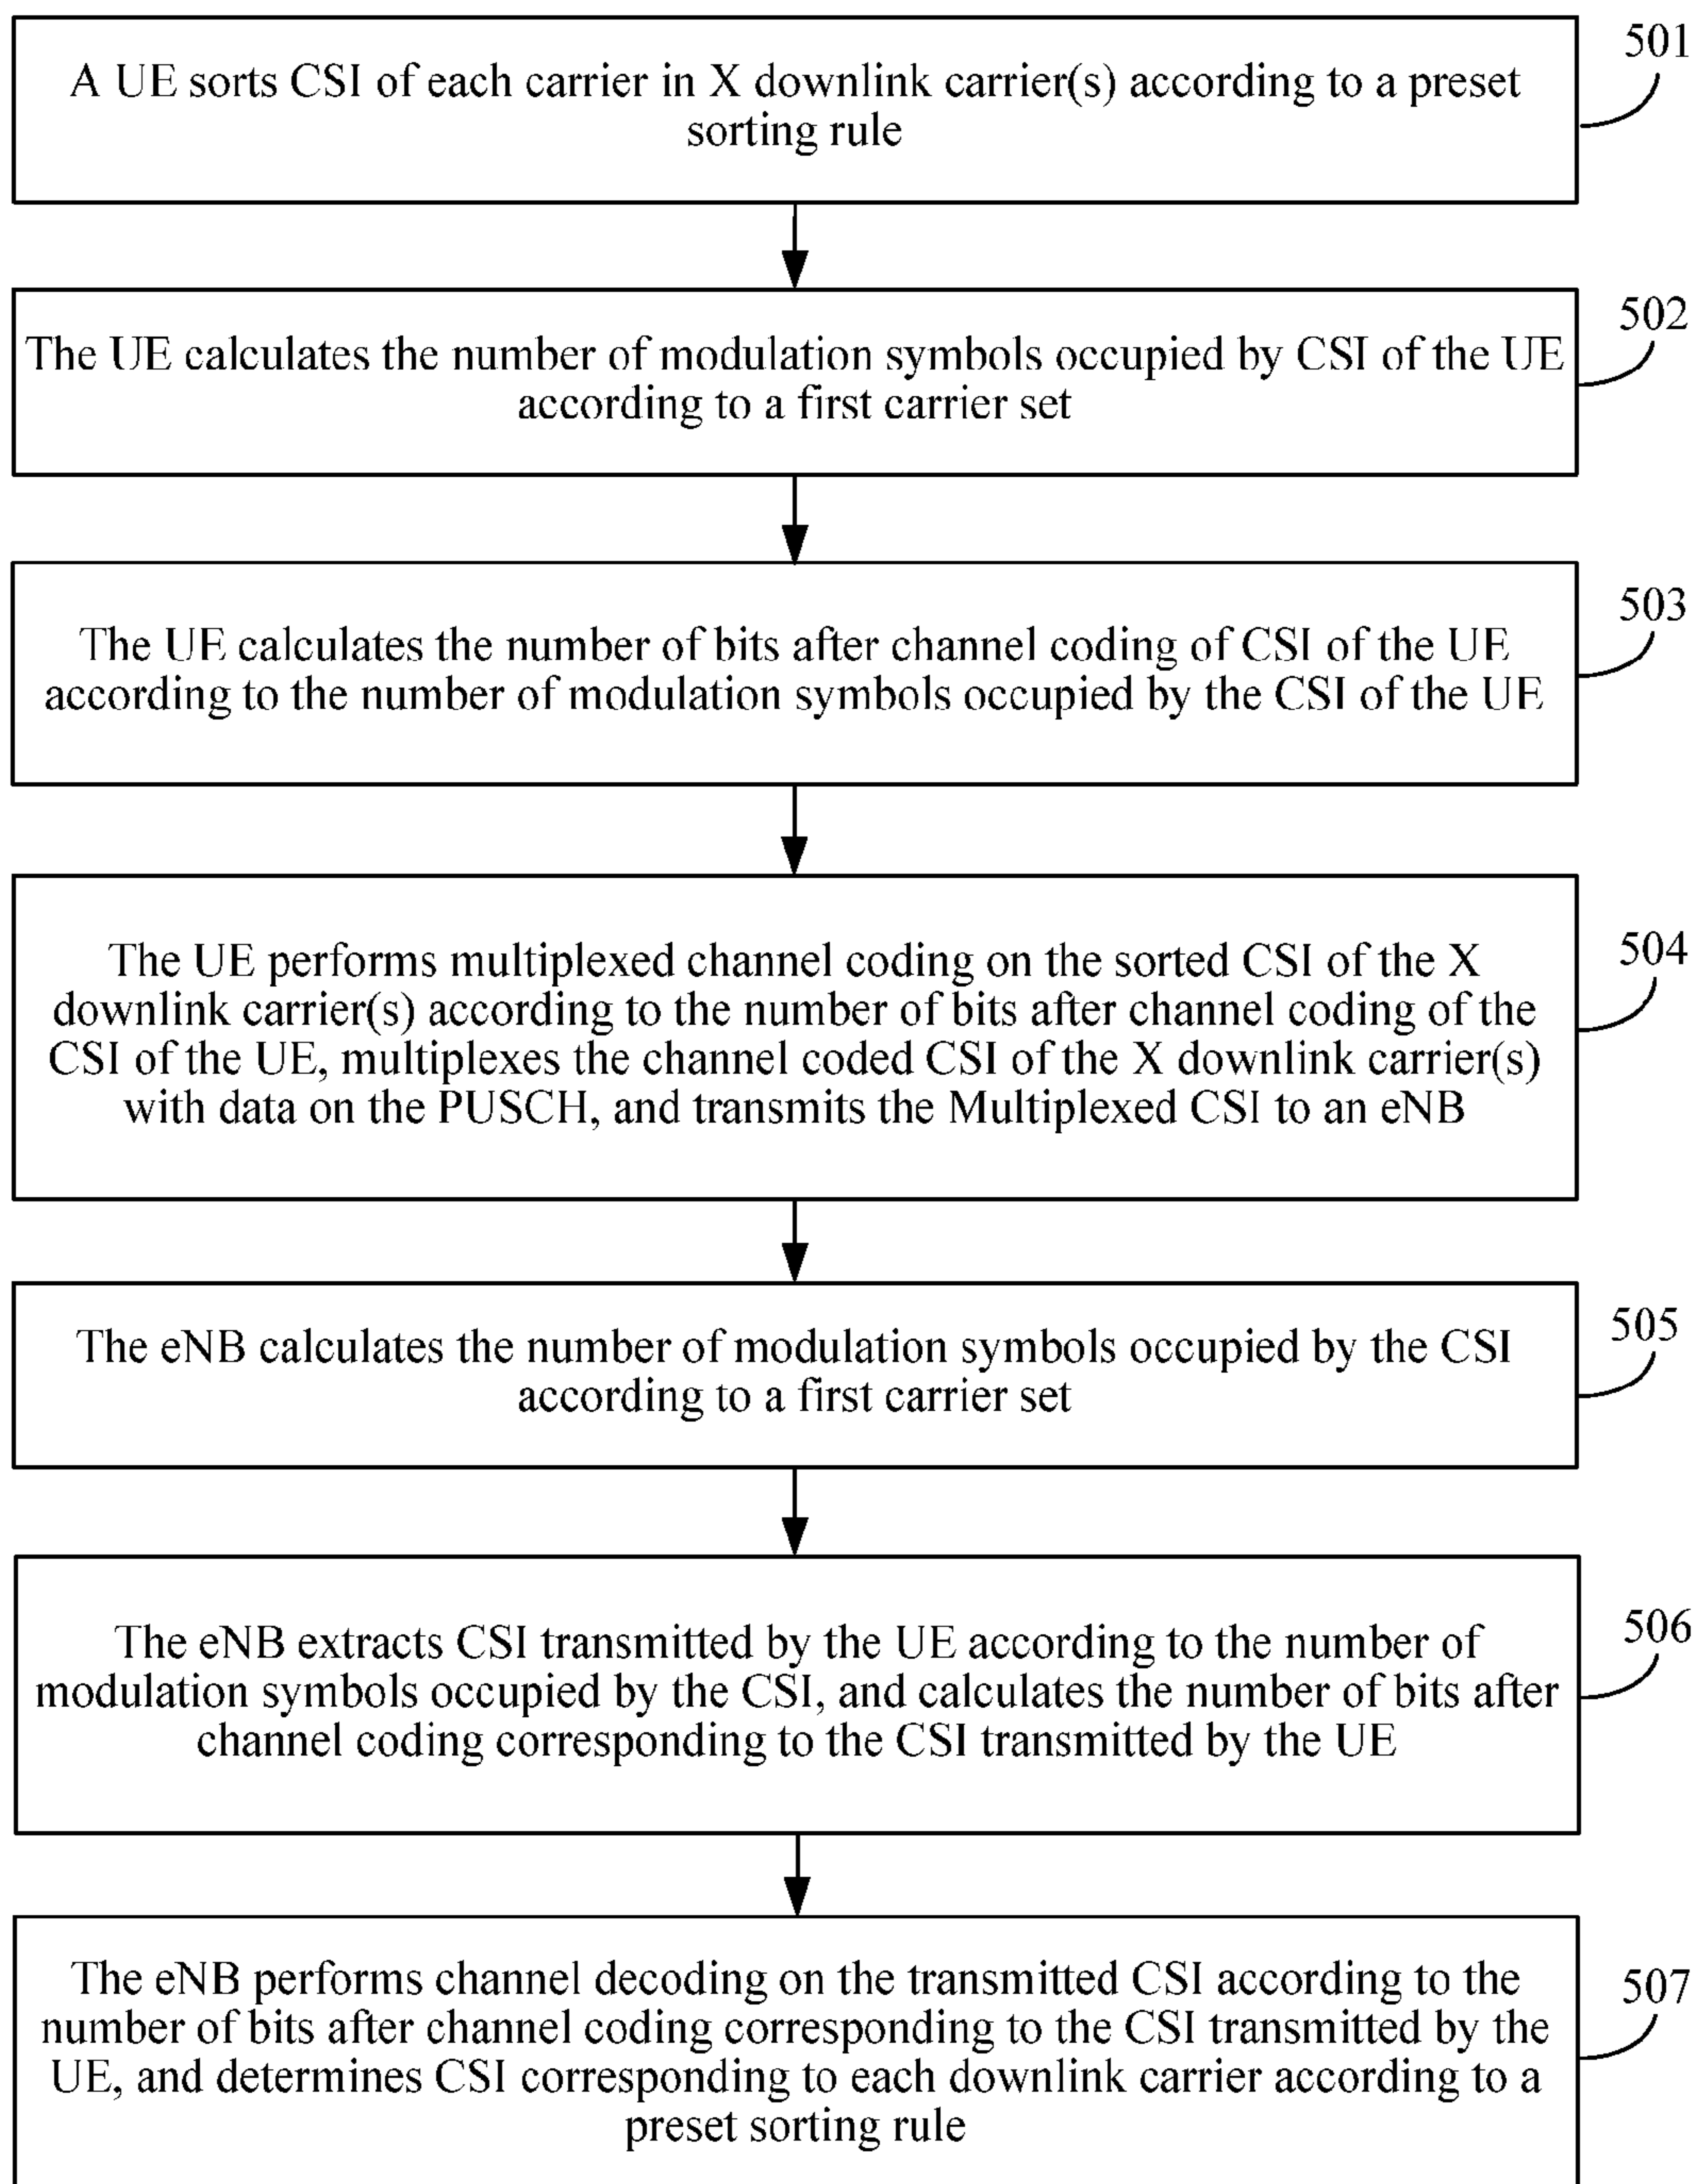 A UE sorts CSI of each carrier in X downlink carrier(s) according to a preset
sorting rule
501
The UE calculates the number of modulation symbols occupied by CSI of the UE
according to a first carrier set
502
The UE calculates the number of bits after channel coding of CSI of the UE
according to the number of modulation symbols occupied by the CSI of the UE
503
The UE performs multiplexed channel coding on the sorted CSI of the X
downlink carrier(s) according to the number of bits after channel coding of the
CSI of the UE, multiplexes the channel coded CSI of the X downlink carrier(s)
with data on the PUSCH, and transmits the Multiplexed CSI to an eNB
504
The eNB calculates the number of modulation symbols occupied by the CSI
according to a first carrier set
505
The eNB extracts CSI transmitted by the UE according to the number of
modulation symbols occupied by the CSI, and calculates the number of bits after
channel coding corresponding to the CSI transmitted by the UE
506
The eNB performs channel decoding on the transmitted CSI according to the
number of bits after channel coding corresponding to the CSI transmitted by the
UE, and determines CSI corresponding to each downlink carrier according to a
preset sorting rule
507